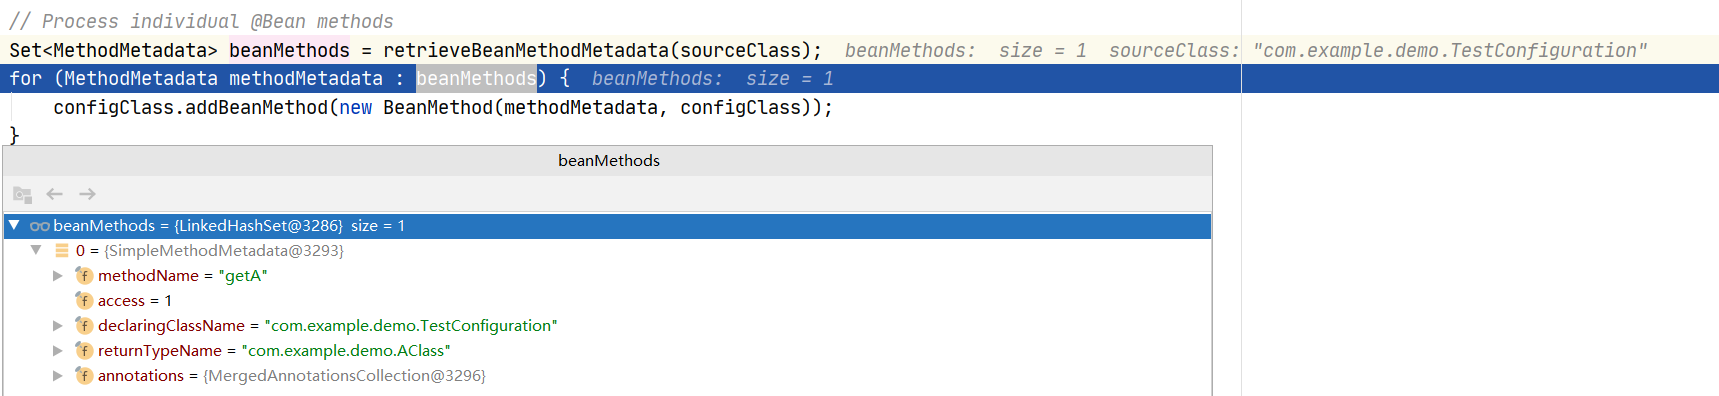 // Process individual @Bean methods
Set<MethodMetadata> beanMethods = retrieveBeanMethodMetadata(sourceClass);  beanMethods:  size = 1  sourceClass: "com.example.demo.TestConfiguration"
for (MethodMetadata methodMetadata : beanMethods) {  beanMethods:  size = 1
    configClass.addBeanMethod(new BeanMethod(methodMetadata, configClass));
}
beanMethods
beanMethods = {LinkedHashSet@3286}  size = 1
0 = {SimpleMethodMetadata@3293}
f methodName = "getA"
f access = 1
f declaringClassName = "com.example.demo.TestConfiguration"
f returnTypeName = "com.example.demo.AClass"
f annotations = {MergedAnnotationsCollection@3296}